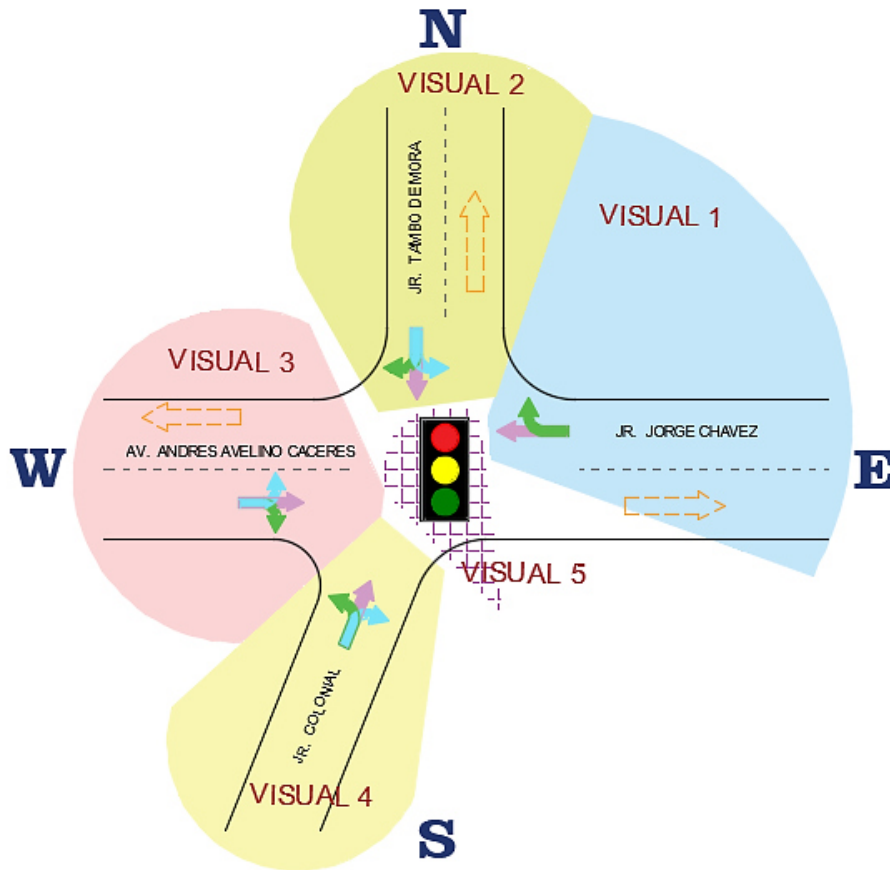 N
VISUAL 2
JR. TAMBO DE MORA
VISUAL 1
VISUAL 3
JR. JORGE CHAVEZ
AV. ANDRES AVELINO CACERES
W
E
VISUAL 5
JR. COLONIAL
VISUAL 4
S